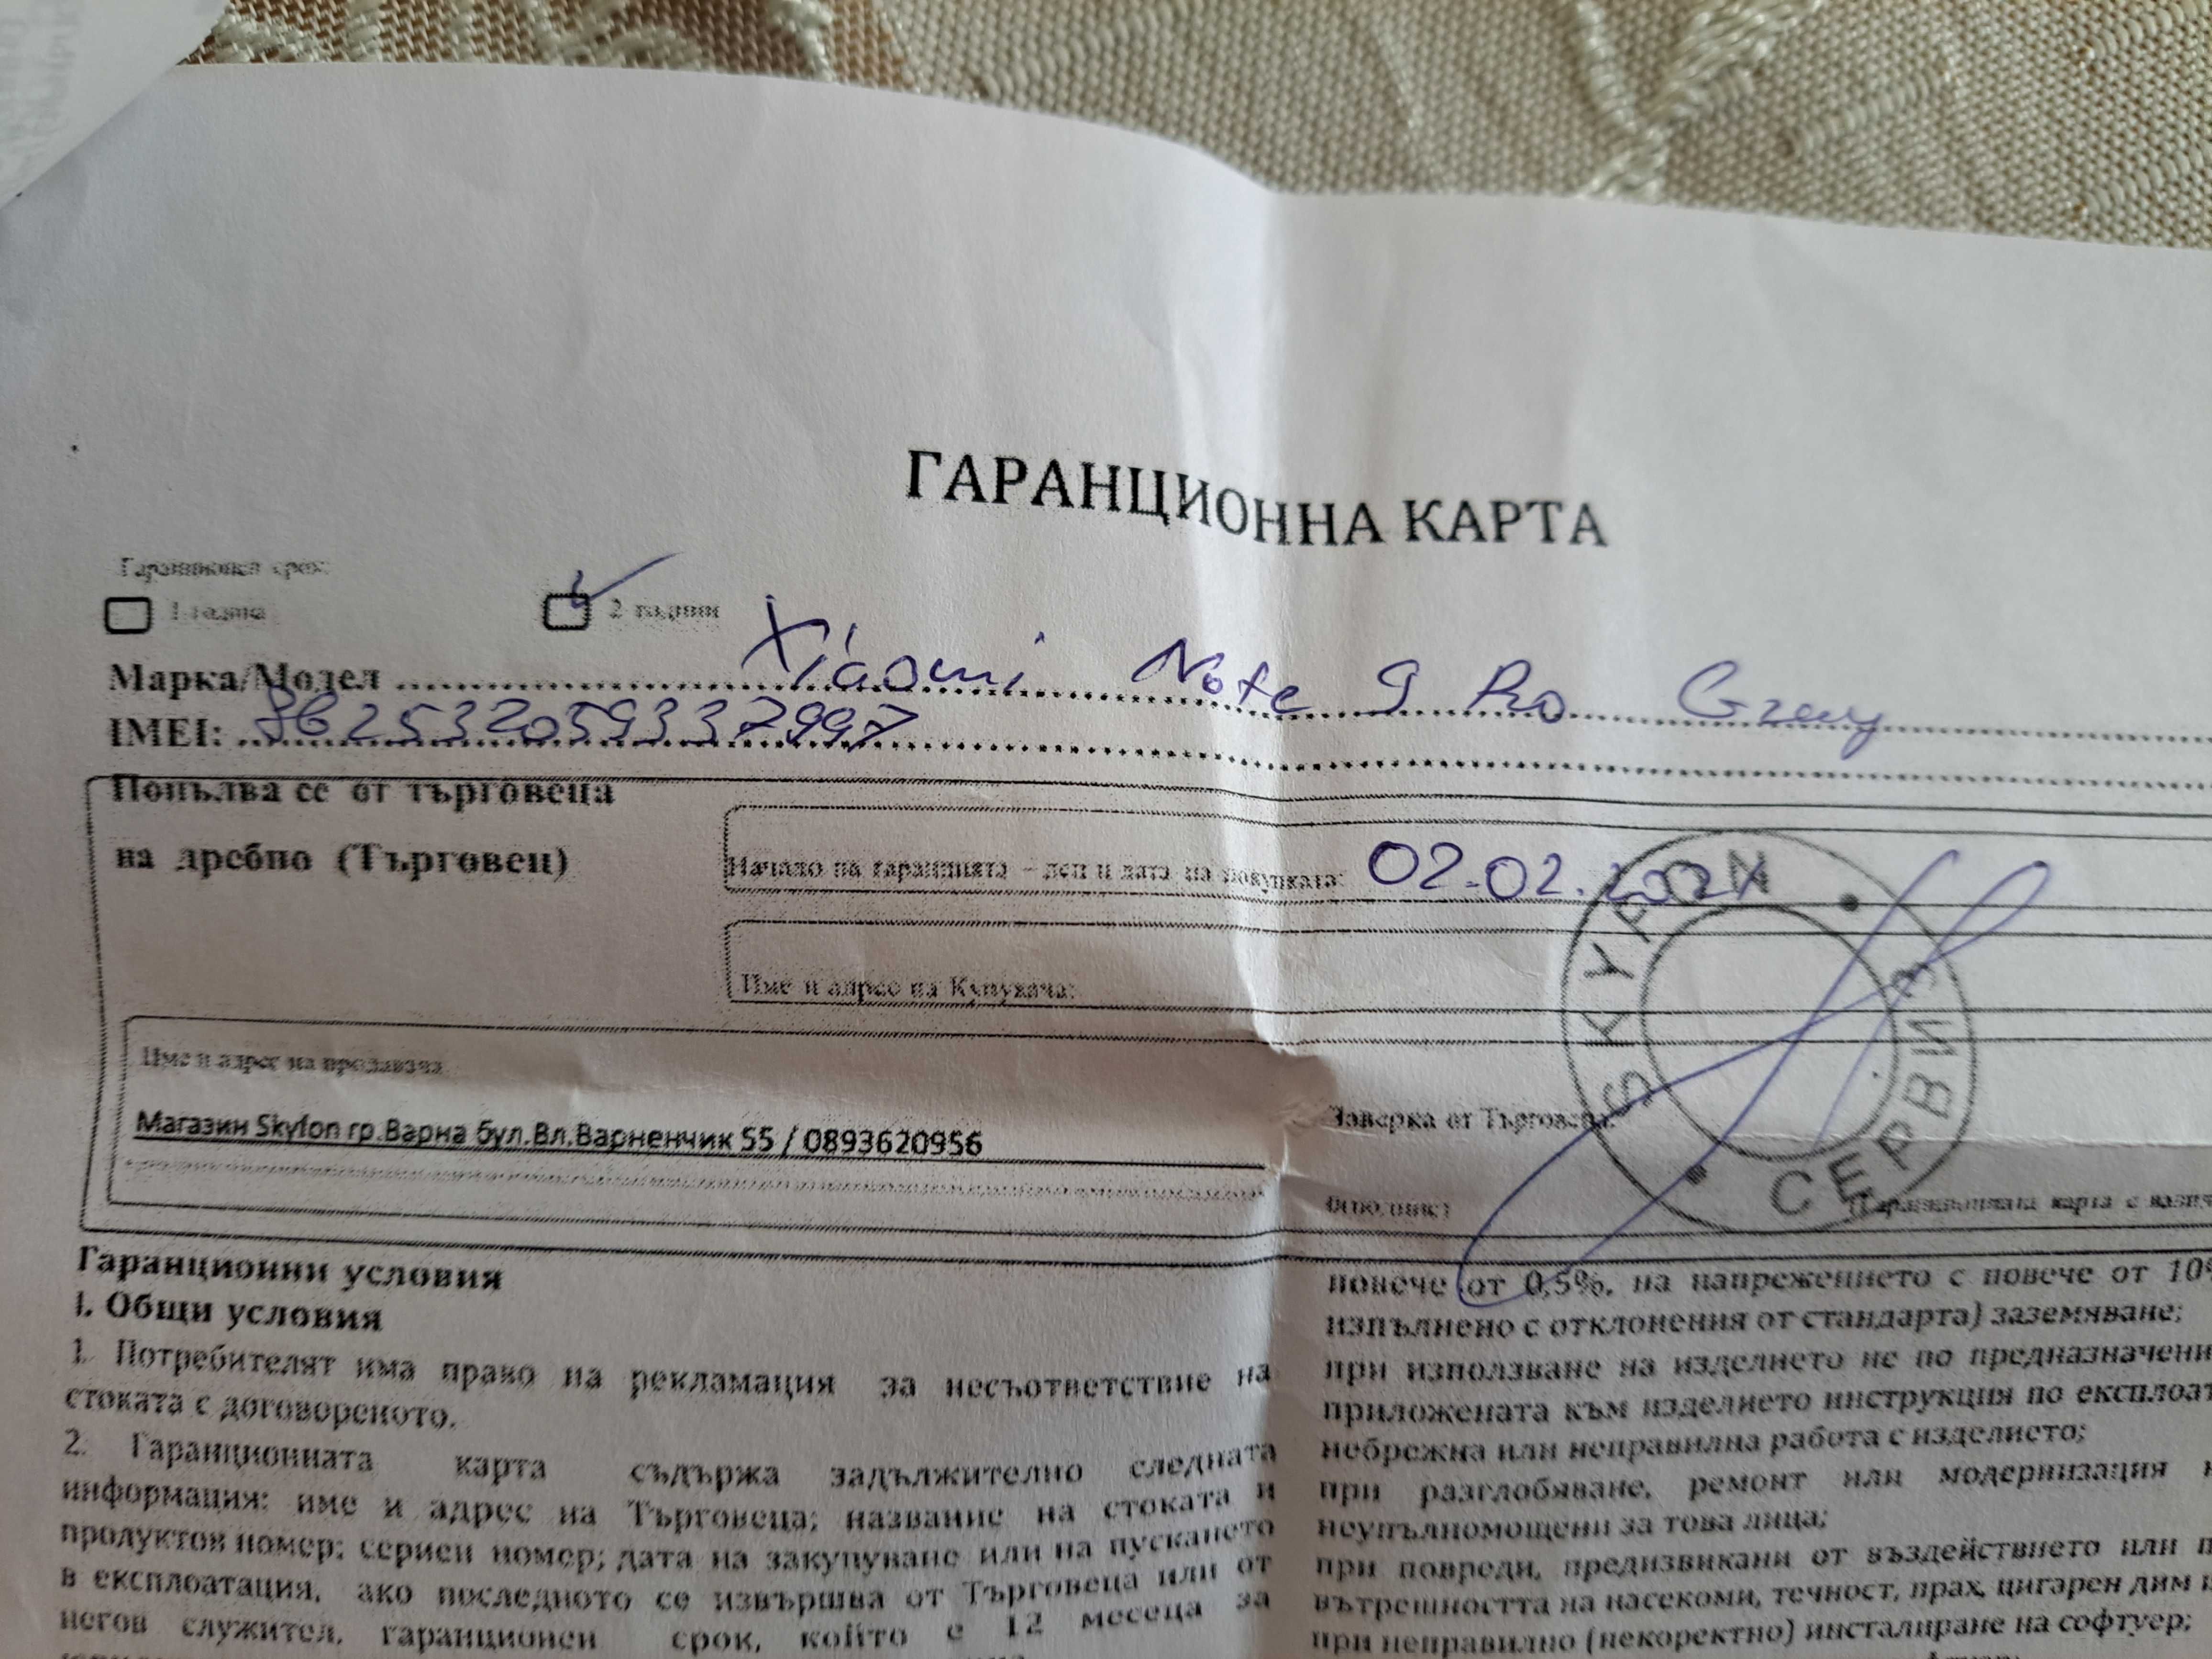 ГАРАНЦИОННА КАРТА
Гаранционен срок:
1 година
2 години
Марка/Модел Xiaomi Note 9 Pro Grey
IMEI: 862532059337997
Попълва се от търговеца
на дребно (Търговец)
Начало на гаранцията – ден и дата на покупката: 02.02.2021
Име и адрес на Купувача:
Име и адрес на продавача
Магазин Skyfon гр.Варна бул.Вл.Варненчик 55 / 0893620956
Заверка от Търговеца:
SKYFON • СЕРВИЗ •
(Гаранционната карта е
Гаранционни условия
I. Общи условия
1. Потребителят има право на рекламация за несъответствие на
стоката с договореното.
2. Гаранционната карта съдържа задължително следната
информация: име и адрес на Търговеца; название на стоката и
продуктов номер; сериен номер; дата на закупуване или на пускането
в експлоатация, ако последното се извършва от Търговеца или от
негов служител, гаранционен срок, който е 12 месеца за
повече от 0,5%, на напрежението с повече от 10%
изпълнено с отклонения от стандарта) заземяване;
при използване на изделието не по
приложената към изделието инструкция по
небрежна или неправилна работа с изделието;
при разглобяване, ремонт или модернизация
неупълномощени за това лица;
при повреди, предизвикани от въздействието или
вътрешността на насекоми, течност, прах, цигарен дим
при неправилно (некоректно) инсталиране на софтуер;